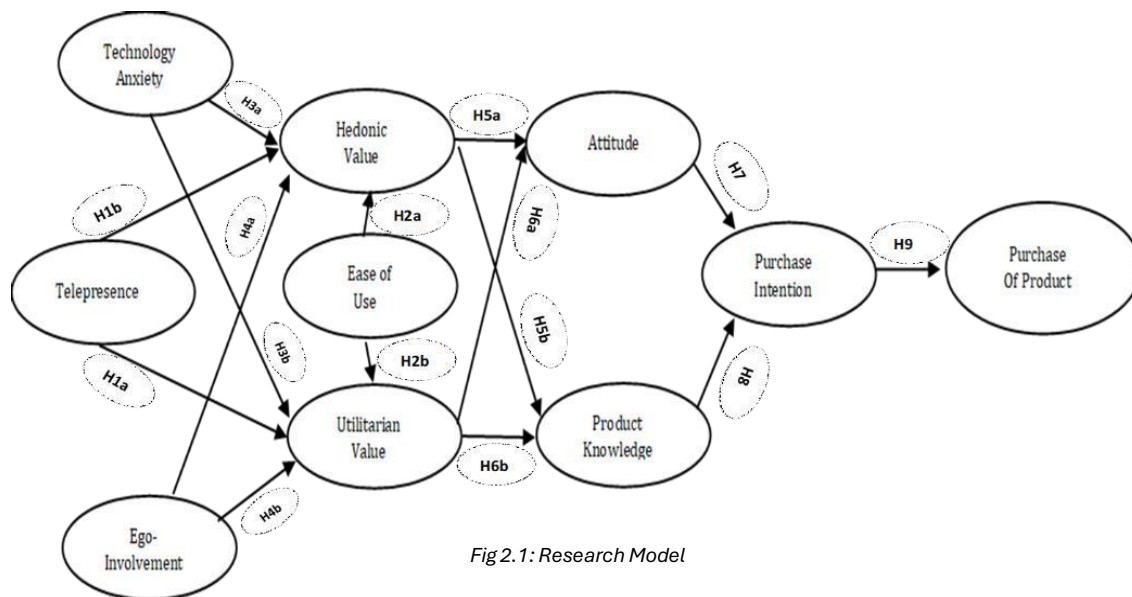 Technology
Anxiety
H3a
Hedonic
Value
H5a
Attitude
H7
H1b
H4a
H2a
H6a
Telepresence
Ease of
Use
Purchase
Intention
H9
Purchase
Of Product
H5b
H3b
H2b
H1a
H8
Utilitarian
Value
H6b
Product
Knowledge
H4b
Ego-
Involvement
Fig 2.1: Research Model